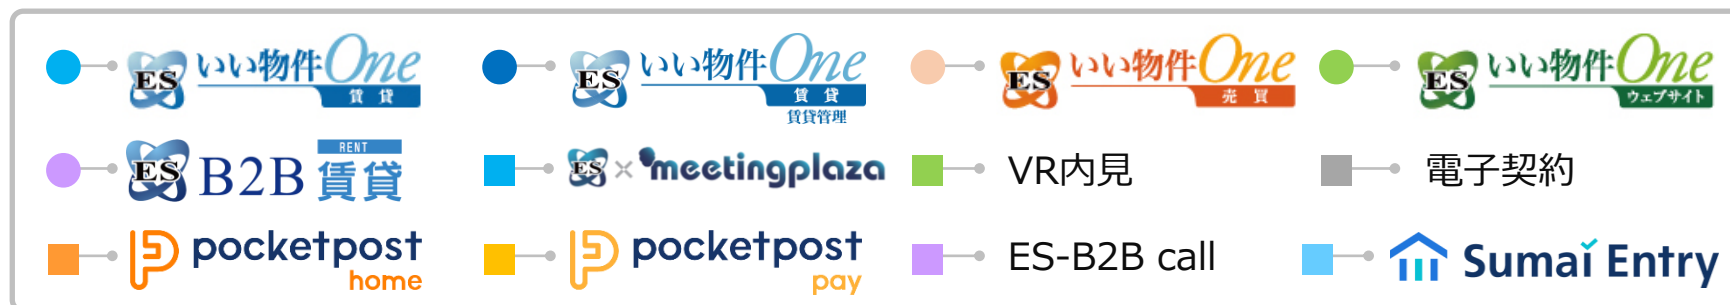 ES いい物件One 賃貸
ES いい物件One 賃貸 賃貸管理
ES いい物件One 売買
ES いい物件One ウェブサイト
ES B2B RENT 賃貸
ES × meetingplaza
VR内見
電子契約
pocketpost home
pocketpost pay
ES-B2B call
Sumai Entry